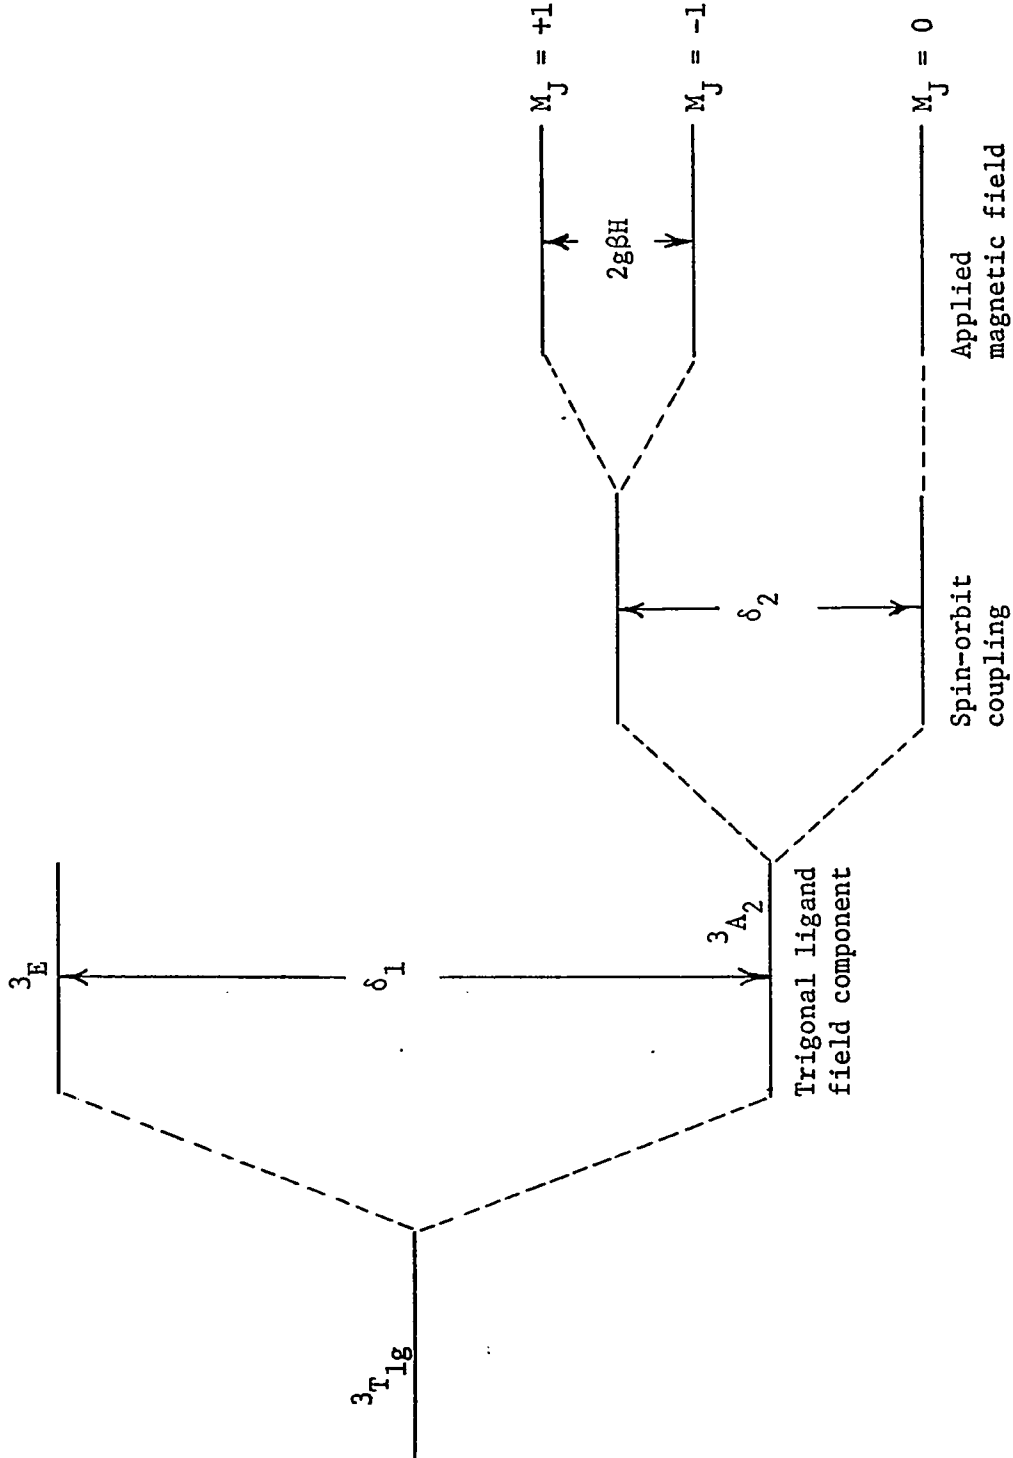 ³T₁g
³E
δ₁
³A₂
Trigonal ligand
field component
δ₂
Spin-orbit
coupling
2gβH
Applied
magnetic field
M_J = +1
M_J = -1
M_J = 0